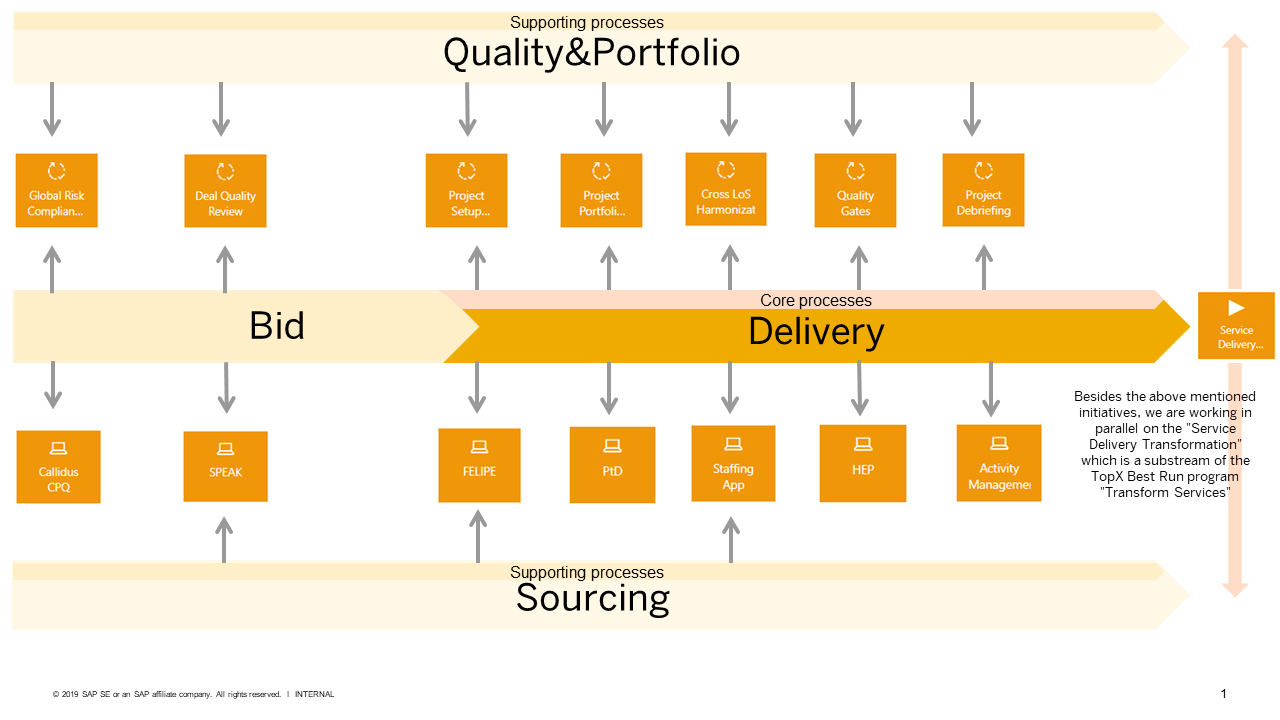 Supporting processes
Quality&Portfolio
Global Risk
Complian...
Deal Quality
Review
Project
Setup...
Project
Portfoli...
Cross LoS
Harmonizat
Quality
Gates
Project
Debriefing
Bid
Core processes
Delivery
Service
Delivery...
Callidus
CPQ
SPEAK
FELIPE
PtD
Staffing
App
HEP
Activity
Managemen
Besides the above mentioned
initiatives, we are working in
parallel on the "Service
Delivery Transformation"
which is a substream of the
TopX Best Run program
"Transform Services"
Supporting processes
Sourcing
© 2019 SAP SE or an SAP affiliate company. All rights reserved. ǀ INTERNAL
1